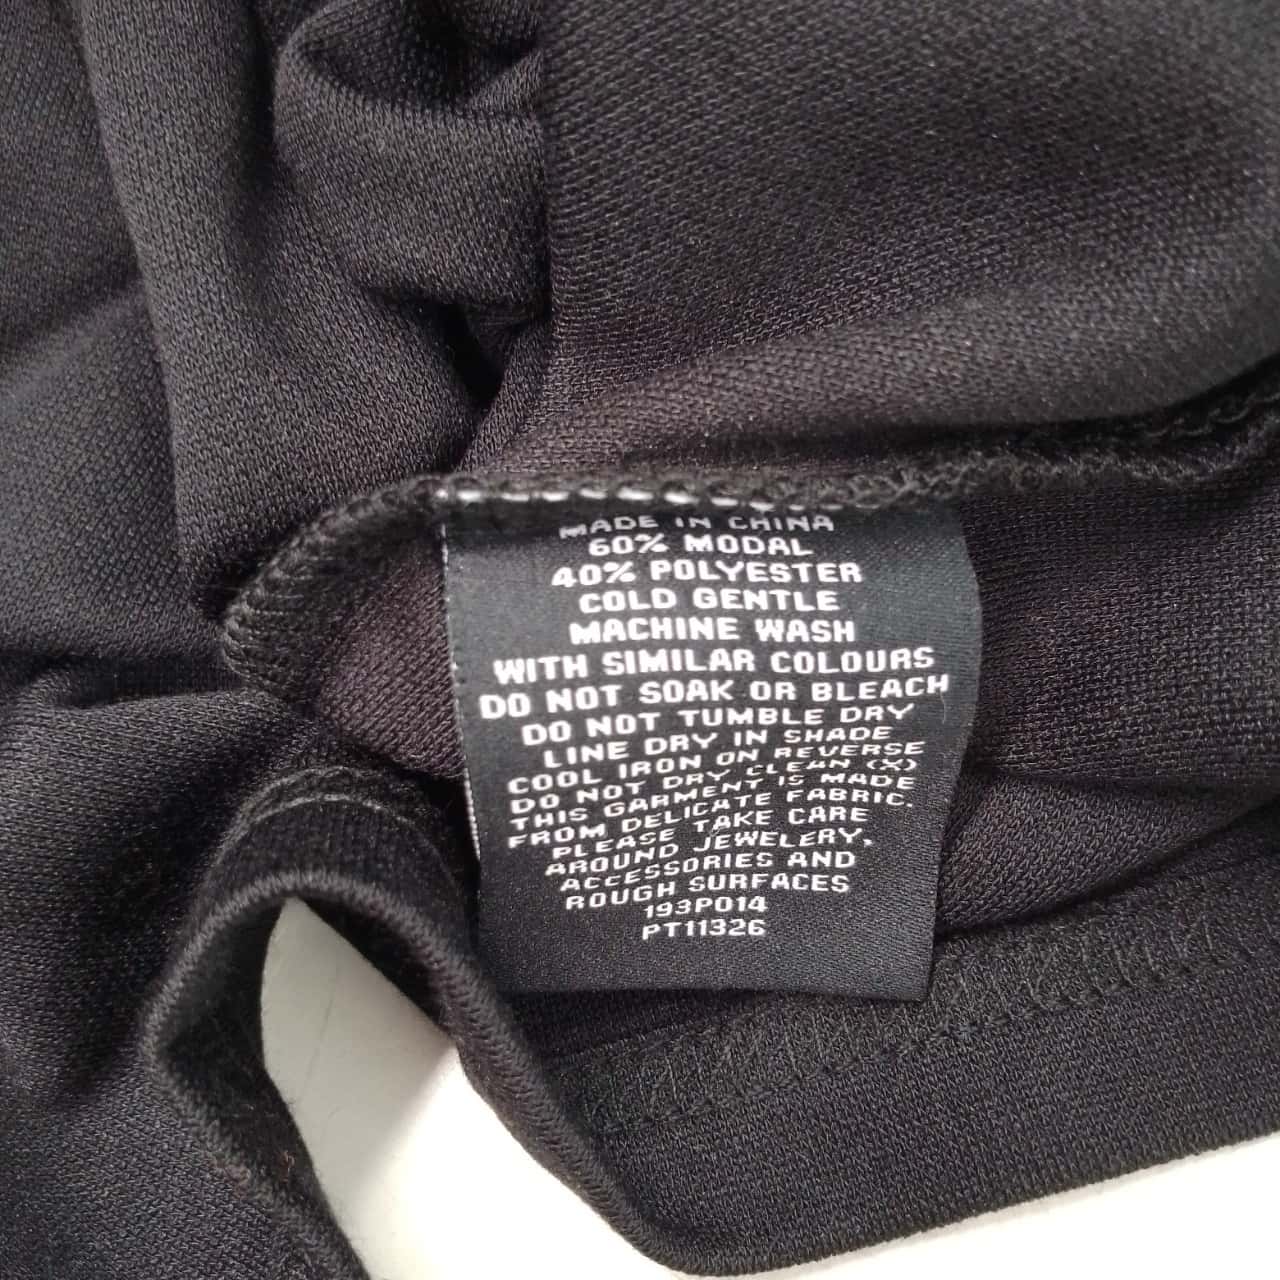 MADE IN CHINA
60% MODAL
40% POLYESTER
COLD GENTLE
MACHINE WASH
WITH SIMILAR COLOURS
DO NOT SOAK OR BLEACH
DO NOT TUMBLE DRY
LINE DRY IN SHADE
COOL IRON ON REVERSE
DO NOT DRY CLEAN (X)
THIS GARMENT IS MADE
FROM DELICATE FABRIC.
PLEASE TAKE CARE
AROUND JEWELERY,
ACCESSORIES AND
ROUGH SURFACES
193P014
PT11326